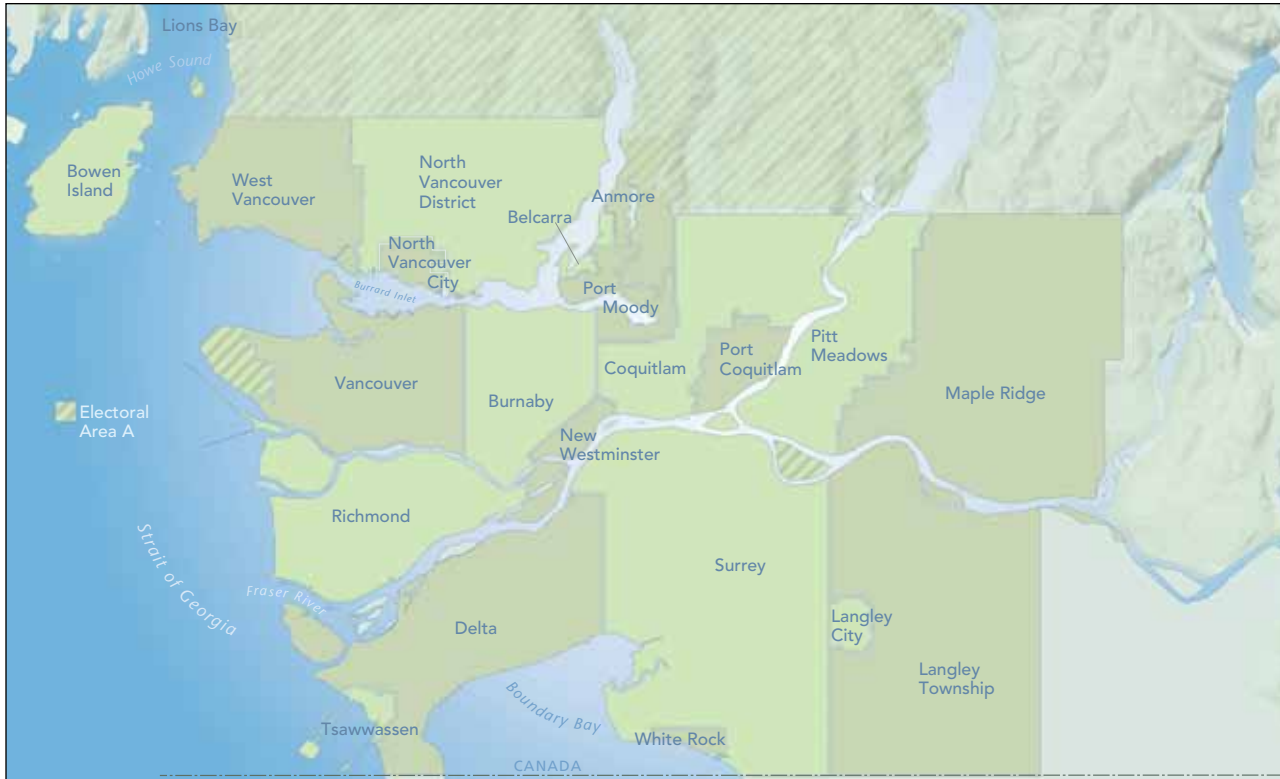 Lions Bay
Howe Sound
Bowen
Island
West
Vancouver
North
Vancouver
District
Anmore
Belcarra
North
Vancouver
City
Burrard Inlet
Port
Moody
Pitt
Meadows
Port
Coquitlam
Coquitlam
Vancouver
Burnaby
Maple Ridge
Electoral
Area A
New
Westminster
Richmond
Strait of Georgia
Surrey
Fraser River
Delta
Langley
City
Langley
Township
Boundary Bay
Tsawwassen
White Rock
CANADA